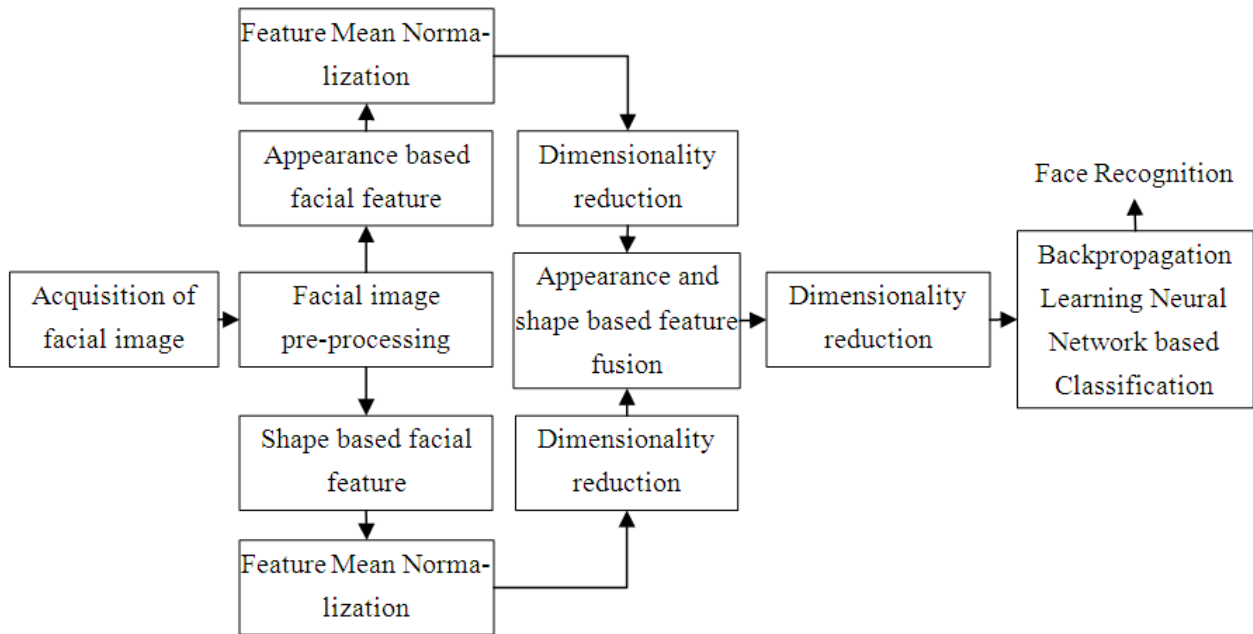 Feature Mean Norma-
lization
Appearance based
facial feature
Dimensionality
reduction
Face Recognition
Acquisition of
facial image
Facial image
pre-processing
Appearance and
shape based feature
fusion
Dimensionality
reduction
Backpropagation
Learning Neural
Network based
Classification
Shape based facial
feature
Dimensionality
reduction
Feature Mean Norma-
lization